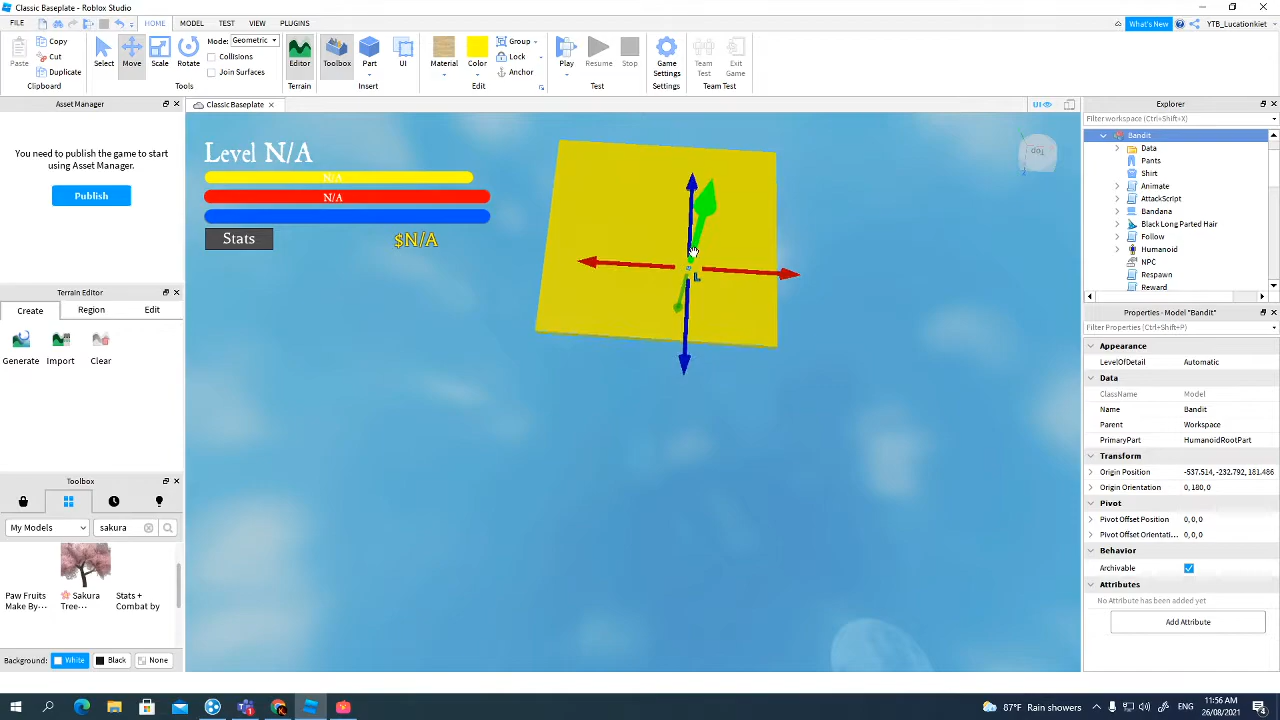 Classic Baseplate - Roblox Studio
FILE HOME MODEL TEST VIEW PLUGINS What's New YTB_Lucationkiet
Paste Copy Cut Duplicate Clipboard
Select Move Scale Rotate Mode: Geometric Collisions Join Surfaces Tools
Editor Terrain
Toolbox Part UI Insert
Material Color Group Lock Anchor Edit
Play Resume Stop Test
Game Settings Settings
Team Test Exit Game Team Test
Asset Manager
You need to publish the game to start using Asset Manager.
Publish
Terrain Editor
Create Region Edit
Generate Import Clear
Toolbox
My Models sakura
Paw Fruits Make By...
Sakura Tree...
Stats + Combat by
Background: White Black None
Classic Baseplate
UI
Level N/A
N/A
N/A
Stats $N/A
L
Top
Explorer
Filter workspace (Ctrl+Shift+X)
Bandit
Data
Pants
Shirt
Animate
AttackScript
Bandana
Black Long Parted Hair
Follow
Humanoid
NPC
Respawn
Reward
Properties - Model "Bandit"
Filter Properties (Ctrl+Shift+P)
Appearance
LevelOfDetail Automatic
Data
ClassName Model
Name Bandit
Parent Workspace
PrimaryPart HumanoidRootPart
Transform
Origin Position -537.514, -232.792, 181.486
Origin Orientation 0, 180, 0
Pivot
Pivot Offset Position 0, 0, 0
Pivot Offset Orientati... 0, 0, 0
Behavior
Archivable
Attributes
No Attribute has been added yet
Add Attribute
87°F Rain showers ENG 11:56 AM
26/08/2021